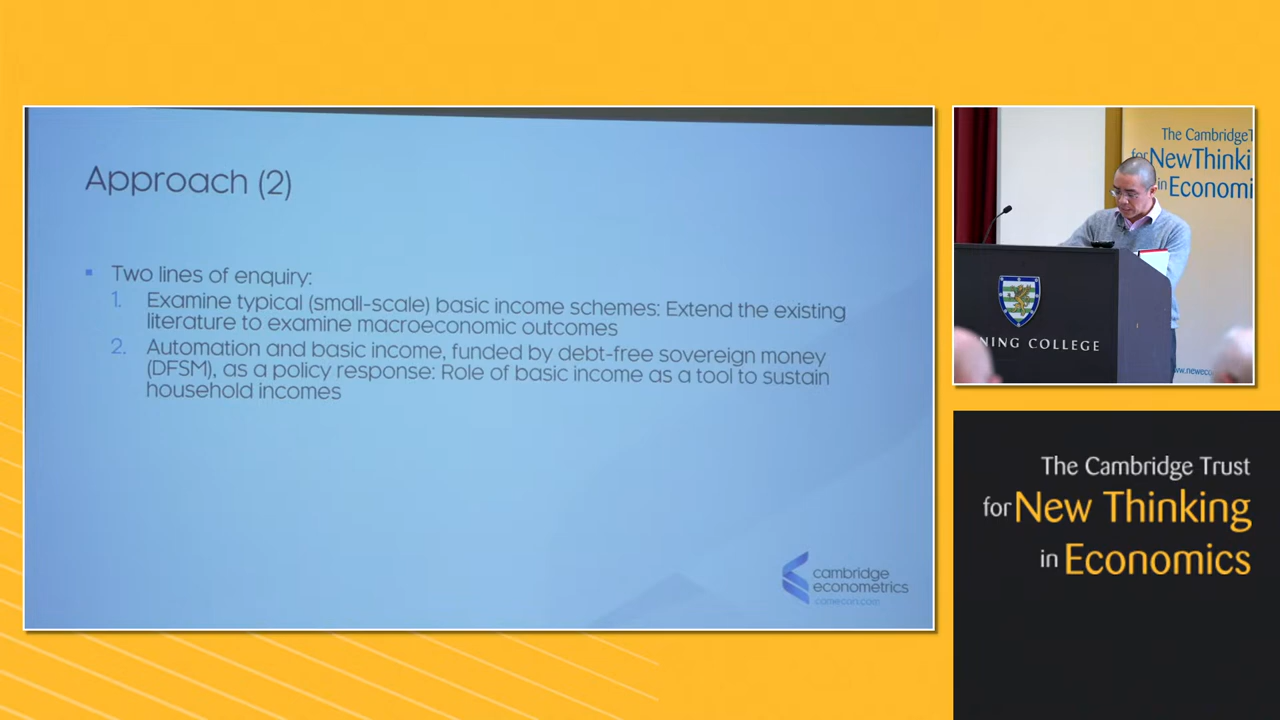 Approach (2)
▪ Two lines of enquiry:
1. Examine typical (small-scale) basic income schemes: Extend the existing
literature to examine macroeconomic outcomes
2. Automation and basic income, funded by debt-free sovereign money
(DFSM), as a policy response: Role of basic income as a tool to sustain
household incomes
cambridge
econometrics
camecon.com
The Cambridge
for New Thinki
in Economi
NING COLLEGE
The Cambridge Trust
for New Thinking
in Economics